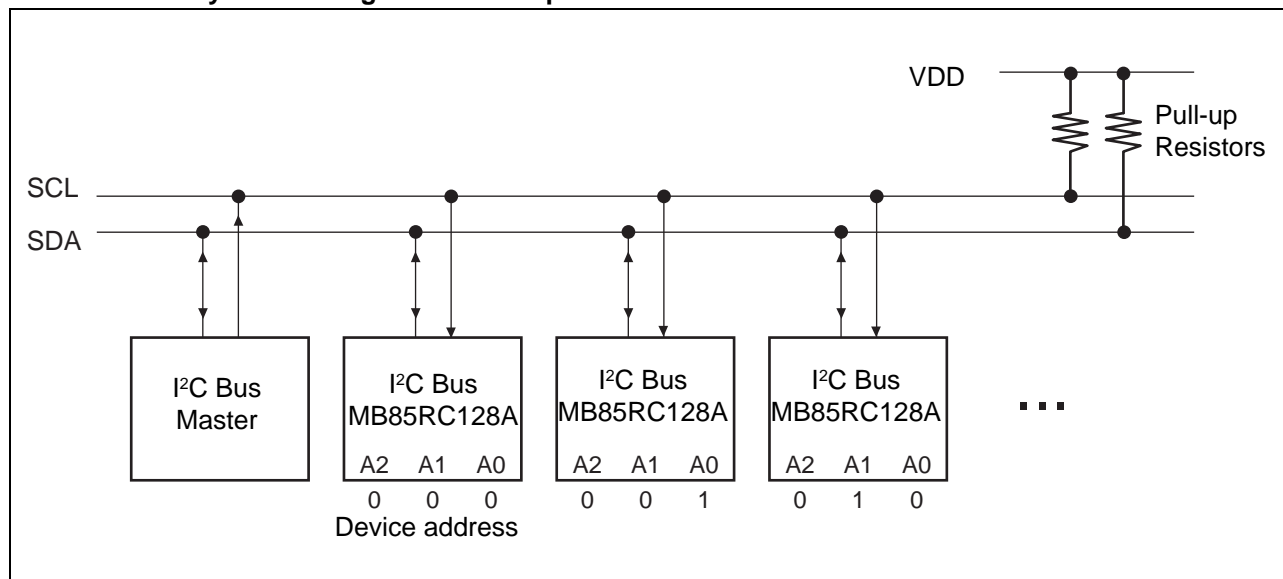 VDD
Pull-up
Resistors
SCL
SDA
I²C Bus
Master
I²C Bus
MB85RC128A
A2 A1 A0
0 0 0
Device address
I²C Bus
MB85RC128A
A2 A1 A0
0 0 1
I²C Bus
MB85RC128A
A2 A1 A0
0 1 0
...